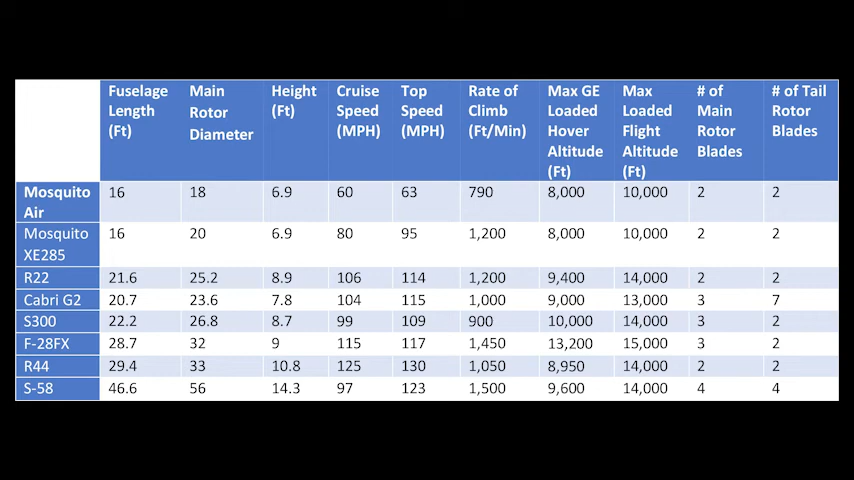 Fuselage Length (Ft) Main Rotor Diameter Height (Ft) Cruise Speed (MPH) Top Speed (MPH) Rate of Climb (Ft/Min) Max GE Loaded Hover Altitude (Ft) Max Loaded Flight Altitude (Ft) # of Main Rotor Blades # of Tail Rotor Blades
Mosquito Air 16 18 6.9 60 63 790 8,000 10,000 2 2
Mosquito XE285 16 20 6.9 80 95 1,200 8,000 10,000 2 2
R22 21.6 25.2 8.9 106 114 1,200 9,400 14,000 2 2
Cabri G2 20.7 23.6 7.8 104 115 1,000 9,000 13,000 3 7
S300 22.2 26.8 8.7 99 109 900 10,000 14,000 3 2
F-28FX 28.7 32 9 115 117 1,450 13,200 15,000 3 2
R44 29.4 33 10.8 125 130 1,050 8,950 14,000 2 2
S-58 46.6 56 14.3 97 123 1,500 9,600 14,000 4 4